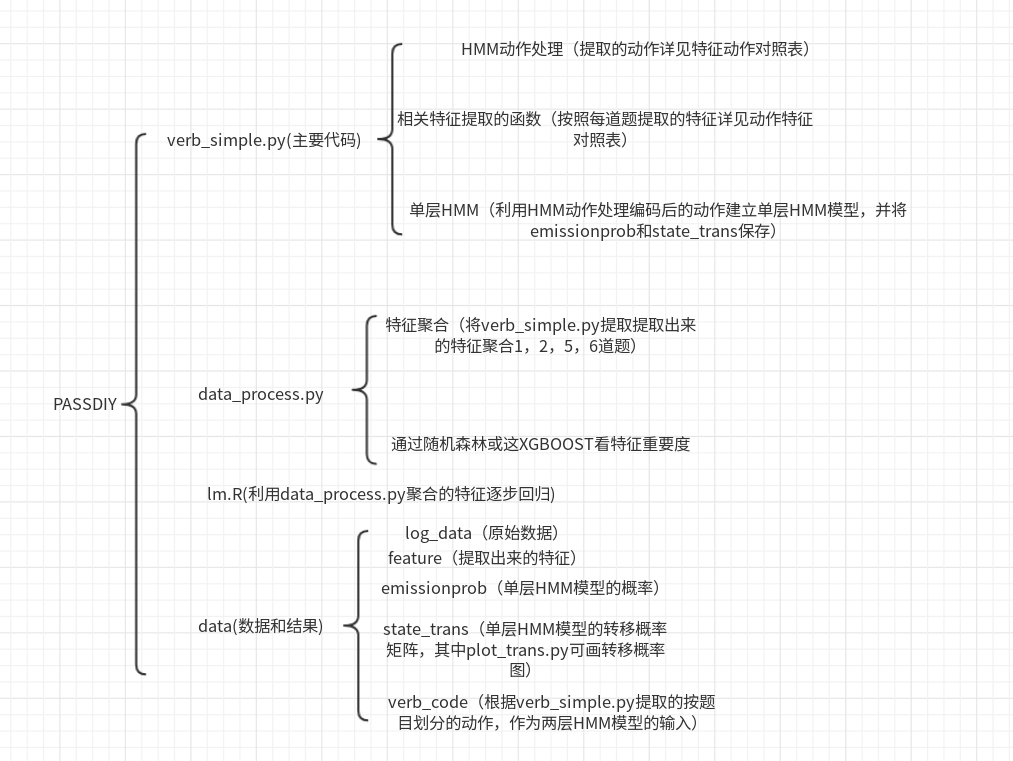 HMM动作处理（提取的动作详见特征动作对照表）
相关特征提取的函数（按照每道题提取的特征详见动作特征
对照表）
verb_simple.py(主要代码)
单层HMM（利用HMM动作处理编码后的动作建立单层HMM模型，并将
emissionprob和state_trans保存）
特征聚合（将verb_simple.py提取提取出来
的特征聚合1，2，5，6道题）
data_process.py
PASSDIY
通过随机森林或这XGBOOST看特征重要度
lm.R(利用data_process.py聚合的特征逐步回归)
log_data（原始数据）
feature（提取出来的特征）
emissionprob（单层HMM模型的概率）
data(数据和结果)
state_trans（单层HMM模型的转移概率
矩阵，其中plot_trans.py可画转移概率
图）
verb_code（根据verb_simple.py提取的按题
目划分的动作，作为两层HMM模型的输入）